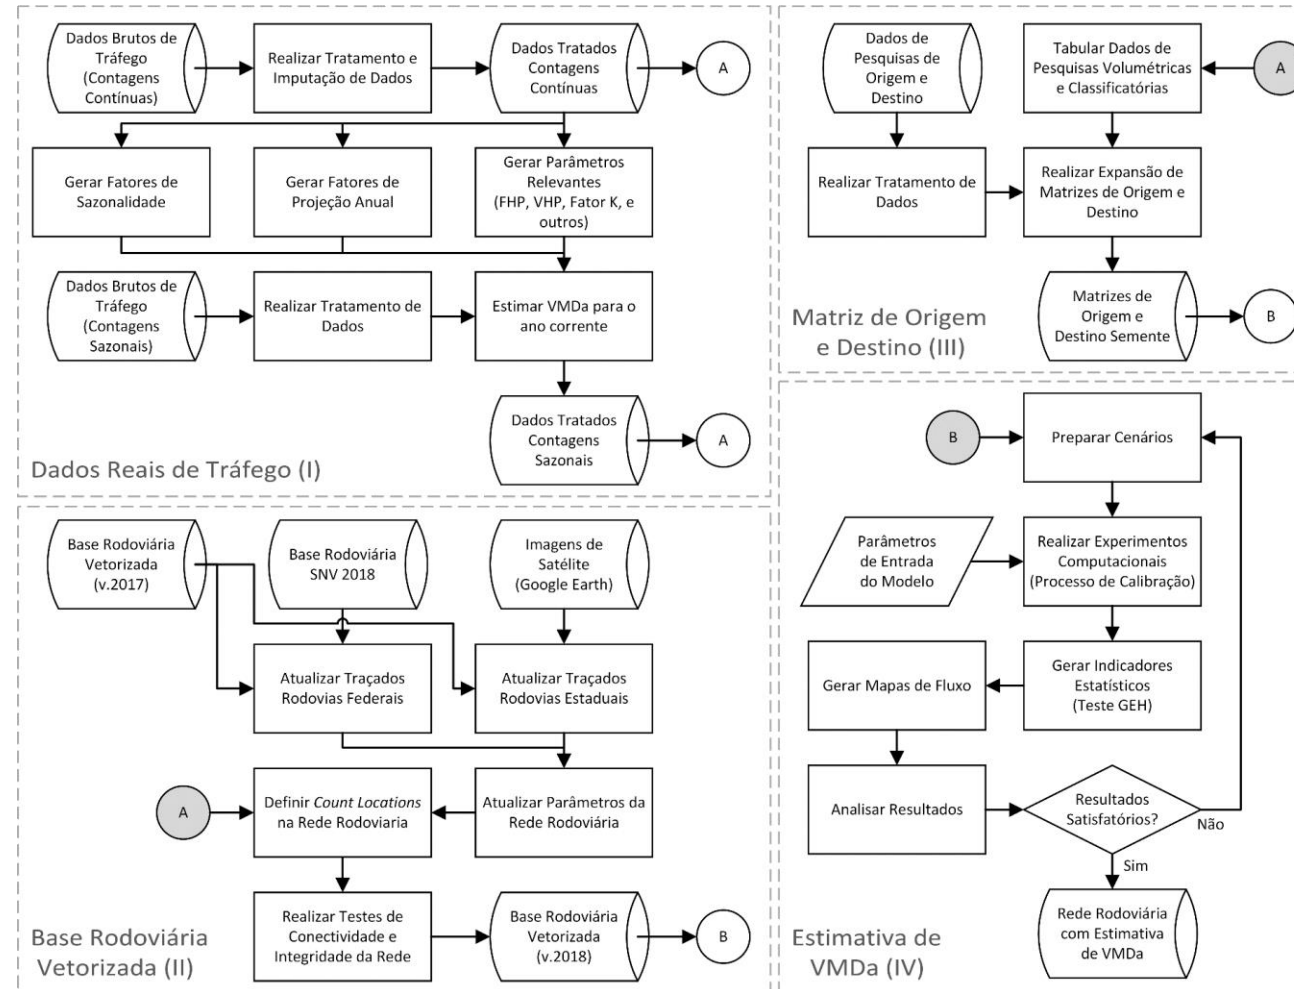 Dados Brutos de
Tráfego
(Contagens
Contínuas)
Realizar Tratamento e
Imputação de Dados
Dados Tratados
Contagens
Contínuas
A
Gerar Fatores de
Sazonalidade
Gerar Fatores de
Projeção Anual
Gerar Parâmetros
Relevantes
(FHP, VHP, Fator K, e
outros)
Dados Brutos de
Tráfego
(Contagens
Sazonais)
Realizar Tratamento de
Dados
Estimar VMDa para o
ano corrente
Dados Tratados
Contagens
Sazonais
A
Dados Reais de Tráfego (I)
Base Rodoviária
Vetorizada
(v.2017)
Base Rodoviária
SNV 2018
Imagens de
Satélite
(Google Earth)
Atualizar Traçados
Rodovias Federais
Atualizar Traçados
Rodovias Estaduais
A
Definir Count Locations
na Rede Rodoviaria
Atualizar Parâmetros da
Rede Rodoviária
Realizar Testes de
Conectividade e
Integridade da Rede
Base Rodoviária
Vetorizada
(v.2018)
B
Base Rodoviária
Vetorizada (II)
Dados de
Pesquisas de
Origem e
Destino
Tabular Dados de
Pesquisas Volumétricas
e Classificatórias
A
Realizar Tratamento de
Dados
Realizar Expansão de
Matrizes de Origem e
Destino
Matrizes de
Origem e
Destino Semente
B
Matriz de Origem
e Destino (III)
B
Preparar Cenários
Parâmetros
de Entrada
do Modelo
Realizar Experimentos
Computacionais
(Processo de Calibração)
Gerar Mapas de Fluxo
Gerar Indicadores
Estatísticos
(Teste GEH)
Analisar Resultados
Resultados
Satisfatórios?
Não
Sim
Rede Rodoviária
com Estimativa
de VMDa
Estimativa de
VMDa (IV)